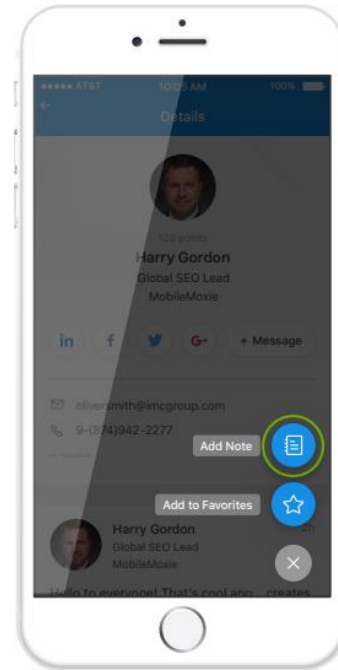 AT&T 10:05 AM 100%
Details
120 points
Harry Gordon
Global SEO Lead
MobileMoxie
in f G+ + Message
oliversmith@imcgroup.com
9-(874)942-2277
Add Note
Add to Favorites
Harry Gordon 2h
Global SEO Lead
MobileMoxie
Hello to everyone! That's cool app creates